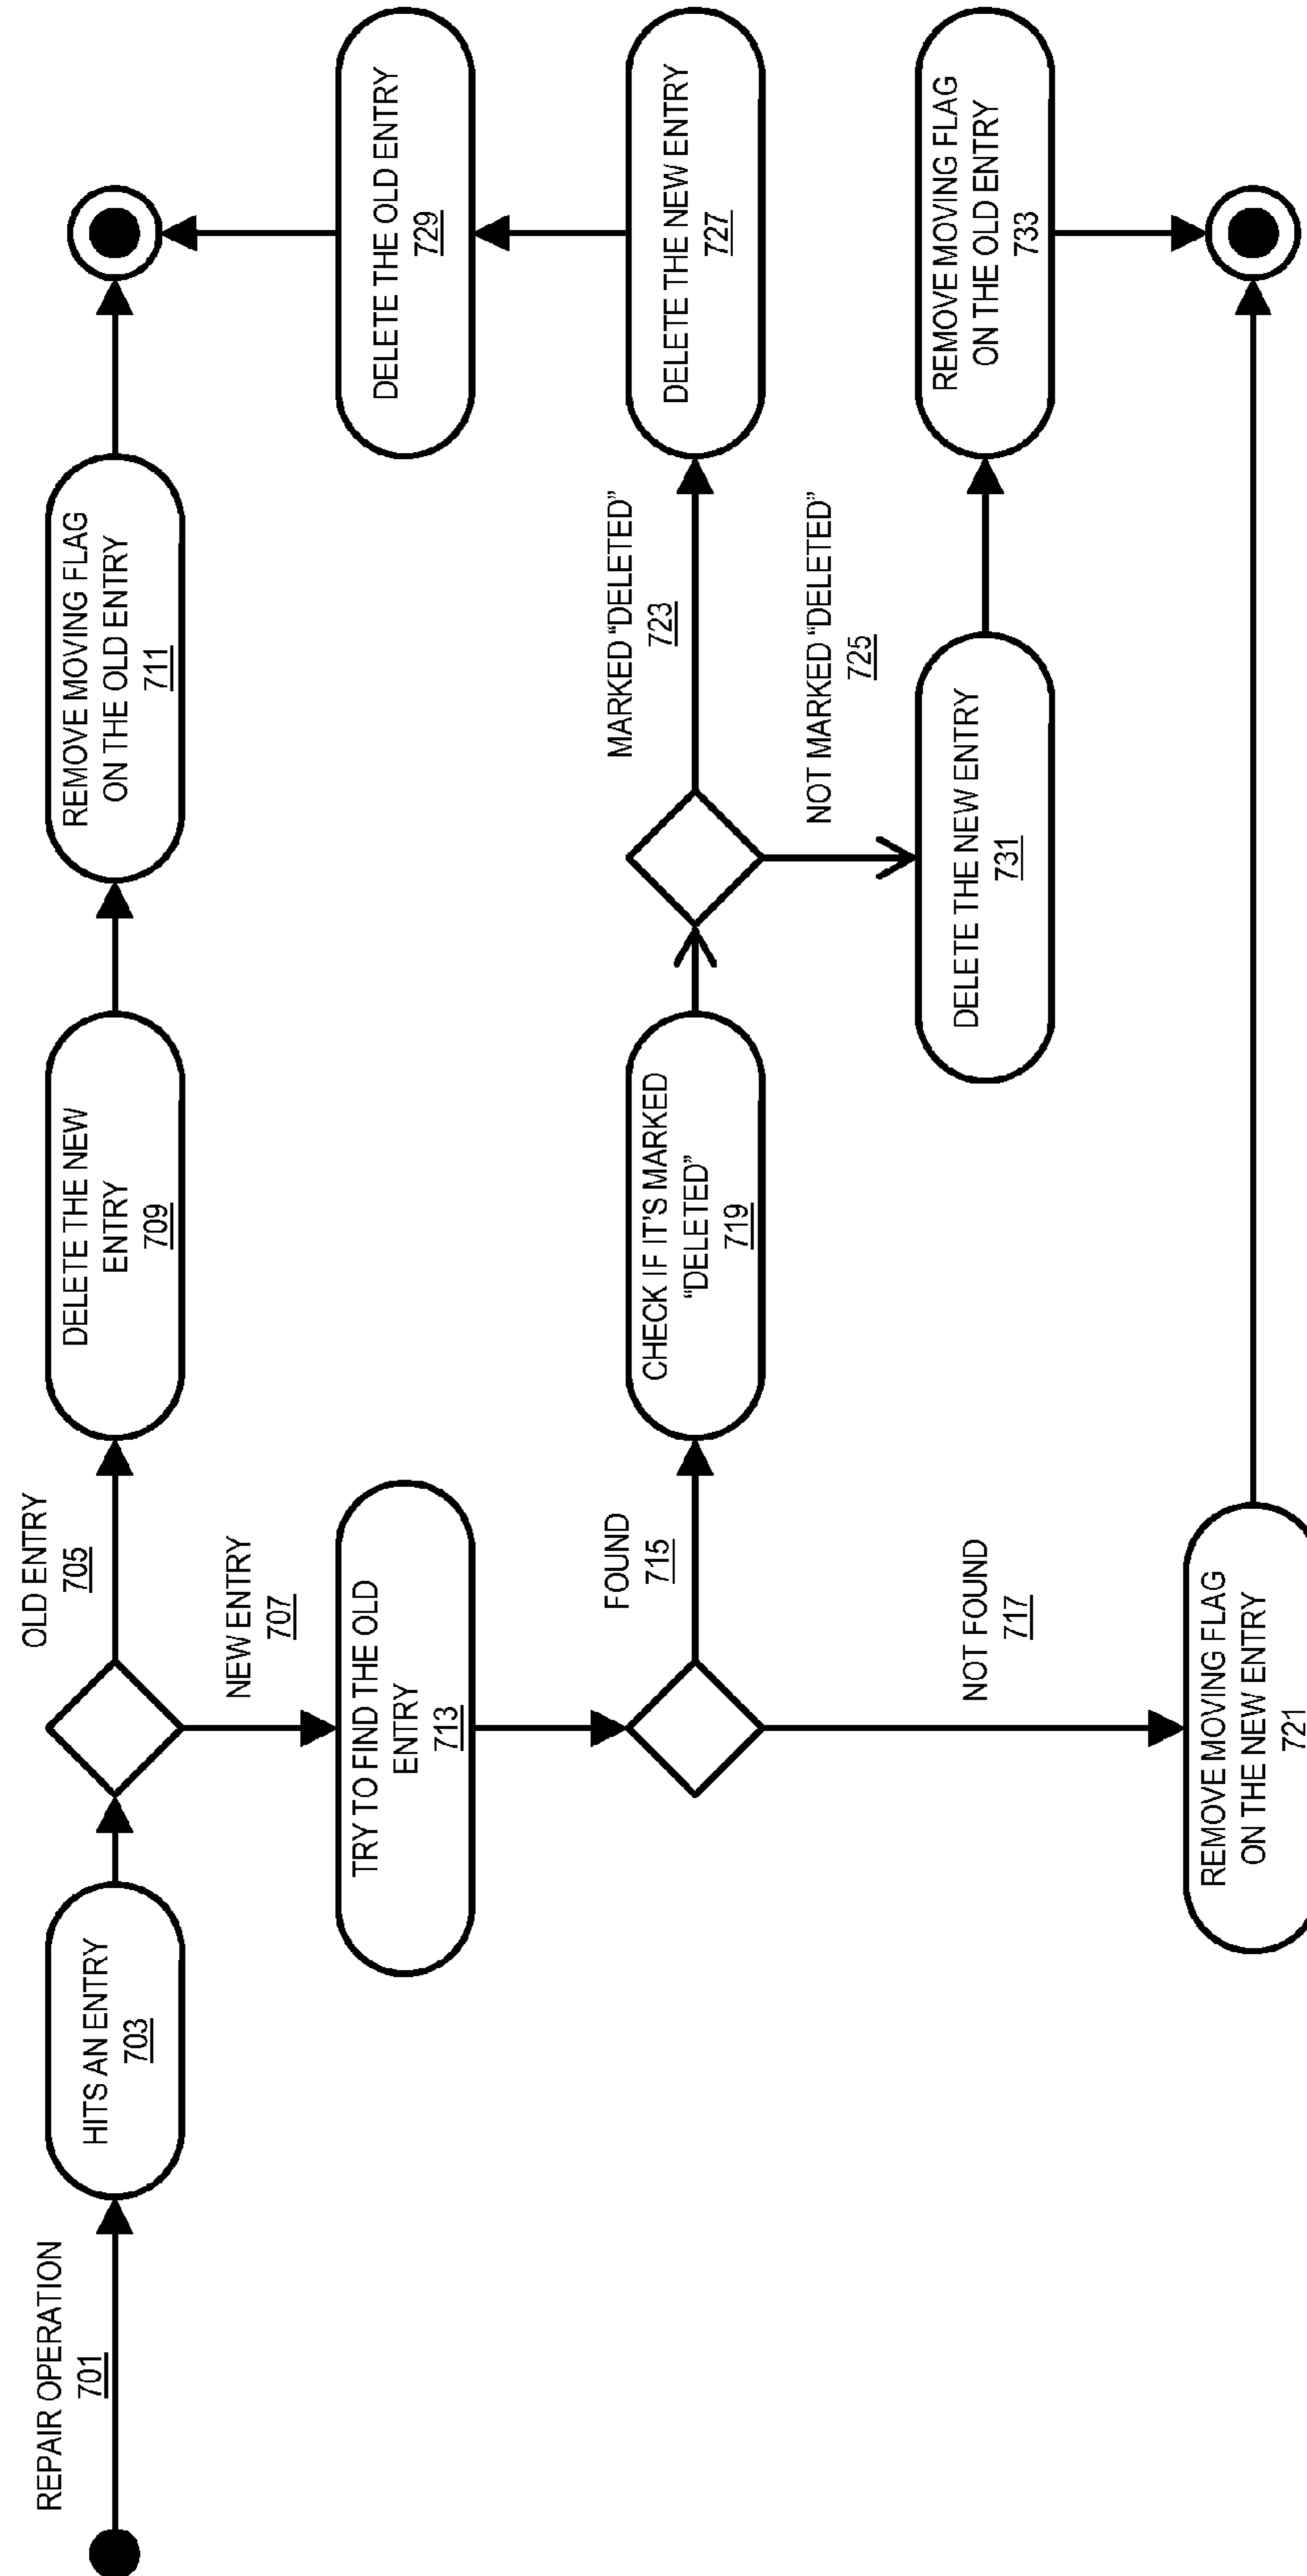 REPAIR OPERATION
701
HITS AN ENTRY
703
OLD ENTRY
705
NEW ENTRY
707
DELETE THE NEW
ENTRY
709
REMOVE MOVING FLAG
ON THE OLD ENTRY
711
TRY TO FIND THE OLD
ENTRY
713
FOUND
715
NOT FOUND
717
CHECK IF IT'S MARKED
“DELETED”
719
REMOVE MOVING FLAG
ON THE NEW ENTRY
721
MARKED “DELETED”
723
NOT MARKED “DELETED”
725
DELETE THE NEW ENTRY
727
DELETE THE OLD ENTRY
729
DELETE THE NEW ENTRY
731
REMOVE MOVING FLAG
ON THE OLD ENTRY
733